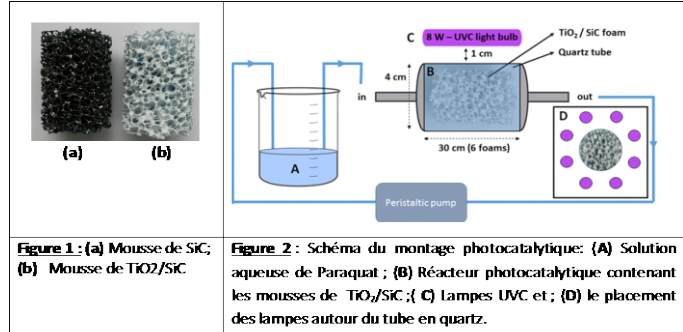 (a) (b)
C
8 W – UVC light bulb
1 cm
TiO2 / SiC foam
Quartz tube
4 cm
B
in
out
30 cm (6 foams)
D
A
Peristaltic pump
Figure 1 : (a) Mousse de SiC;
(b) Mousse de TiO2/SiC
Figure 2 : Schéma du montage photocatalytique: (A) Solution
aqueuse de Paraquat ; (B) Réacteur photocatalytique contenant
les mousses de TiO2/SiC ;( C) Lampes UVC et ; (D) le placement
des lampes autour du tube en quartz.